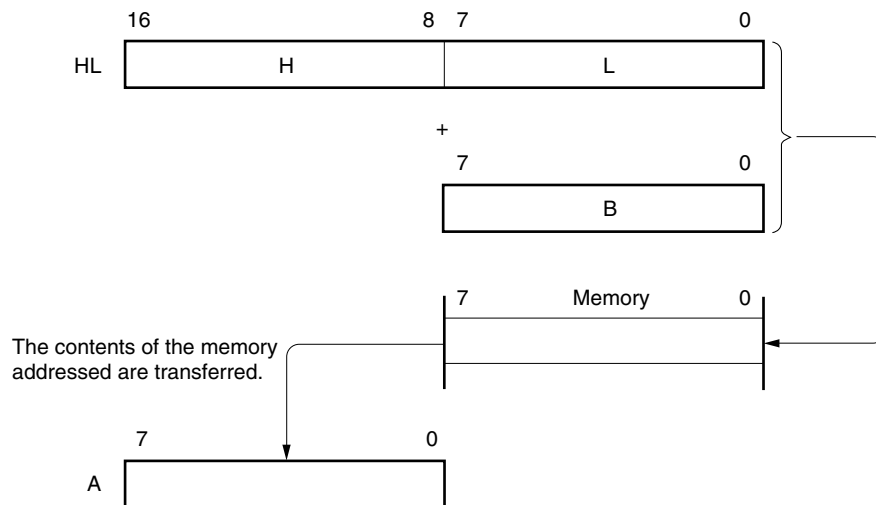 16 8 7 0
HL H L
+
7 0
B
7 Memory 0
The contents of the memory
addressed are transferred.
7 0
A